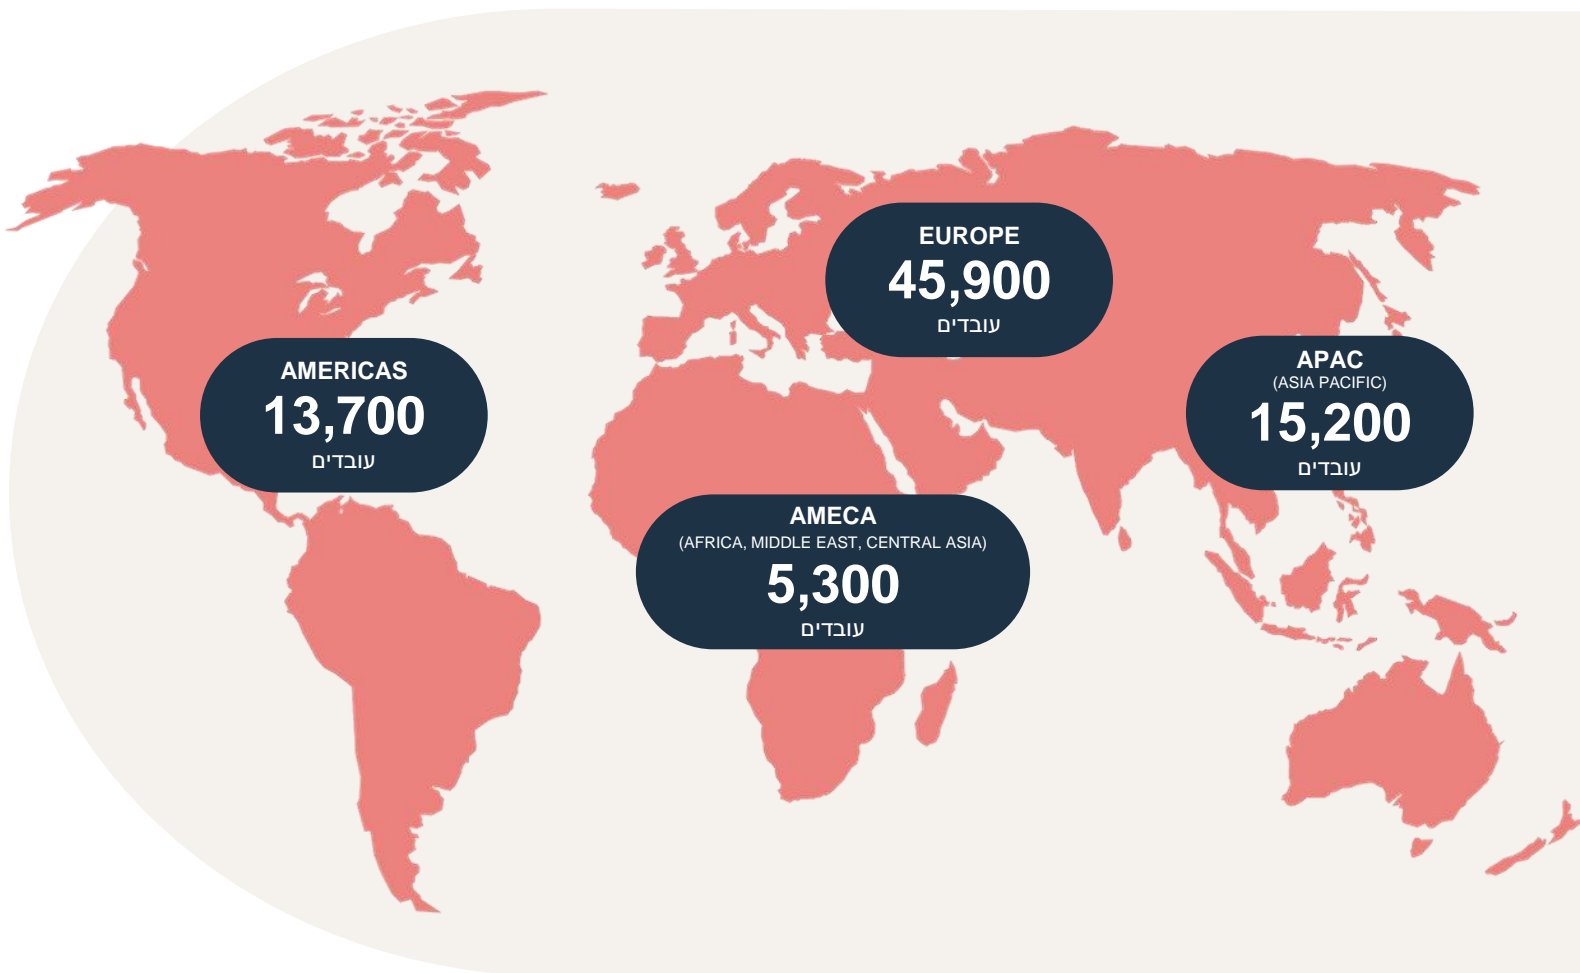 EUROPE
45,900
עובדים
AMERICAS
13,700
עובדים
APAC
(ASIA PACIFIC)
15,200
עובדים
AMECA
(AFRICA, MIDDLE EAST, CENTRAL ASIA)
5,300
עובדים